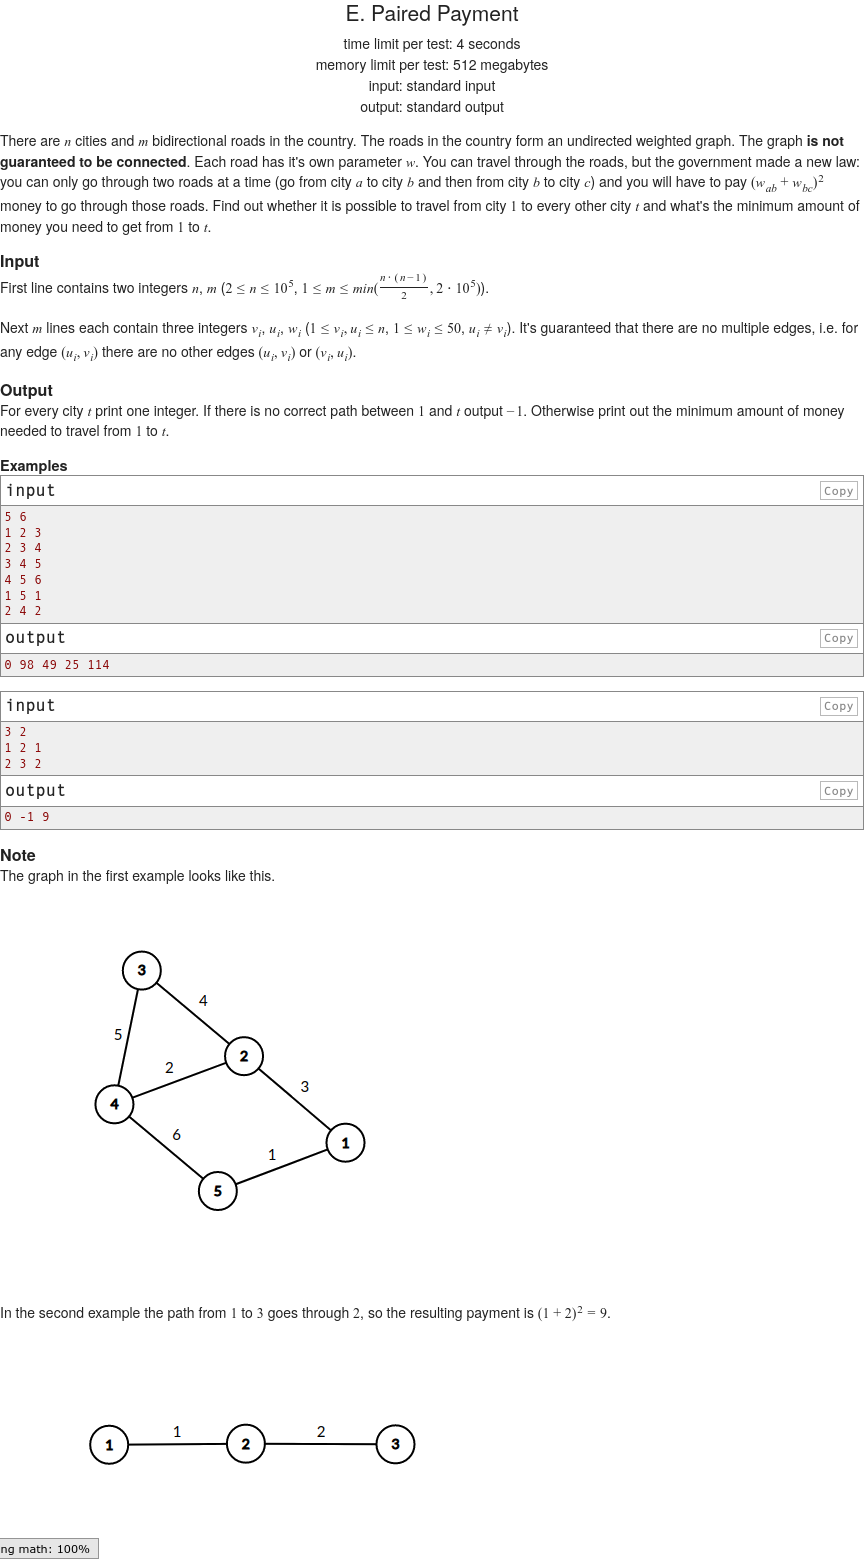 E. Paired Payment
time limit per test: 4 seconds
memory limit per test: 512 megabytes
input: standard input
output: standard output
There are n cities and m bidirectional roads in the country. The roads in the country form an undirected weighted graph. The graph is not
guaranteed to be connected. Each road has it's own parameter w. You can travel through the roads, but the government made a new law:
you can only go through two roads at a time (go from city a to city b and then from city b to city c) and you will have to pay (w_{ab} + w_{bc})^2
money to go through those roads. Find out whether it is possible to travel from city 1 to every other city t and what's the minimum amount of
money you need to get from 1 to t.
Input
First line contains two integers n, m (2 ≤ n ≤ 10^5, 1 ≤ m ≤ min(\frac{n · (n−1)}{2}, 2 · 10^5)).
Next m lines each contain three integers v_i, u_i, w_i (1 ≤ v_i, u_i ≤ n, 1 ≤ w_i ≤ 50, u_i ≠ v_i). It's guaranteed that there are no multiple edges, i.e. for
any edge (u_i, v_i) there are no other edges (u_i, v_i) or (v_i, u_i).
Output
For every city t print one integer. If there is no correct path between 1 and t output −1. Otherwise print out the minimum amount of money
needed to travel from 1 to t.
Examples
input Copy
5 6
1 2 3
2 3 4
3 4 5
4 5 6
1 5 1
2 4 2
output Copy
0 98 49 25 114
input Copy
3 2
1 2 1
2 3 2
output Copy
0 -1 9
Note
The graph in the first example looks like this.
3
4
5
2
2
3
4
6
1
1
5
In the second example the path from 1 to 3 goes through 2, so the resulting payment is (1 + 2)^2 = 9.
1 1 2 2 3
ng math: 100%